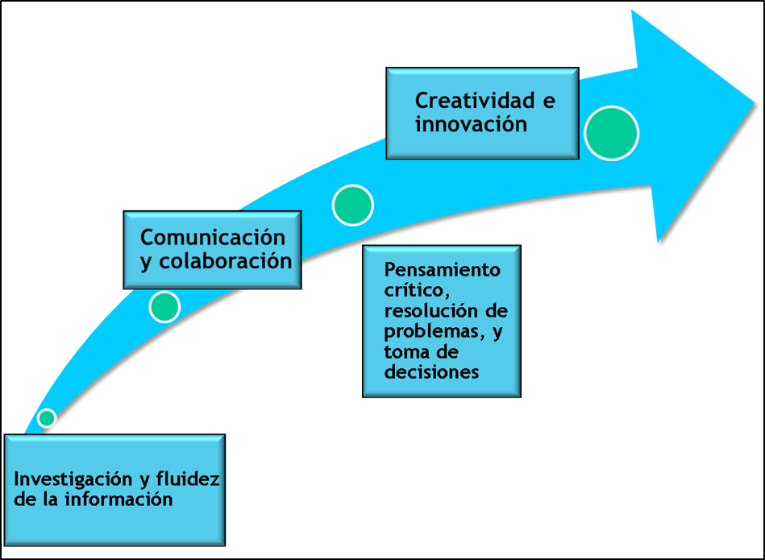 Creatividad e
innovación
Comunicación
y colaboración
Pensamiento
crítico,
resolución de
problemas, y
toma de
decisiones
Investigación y fluidez
de la información